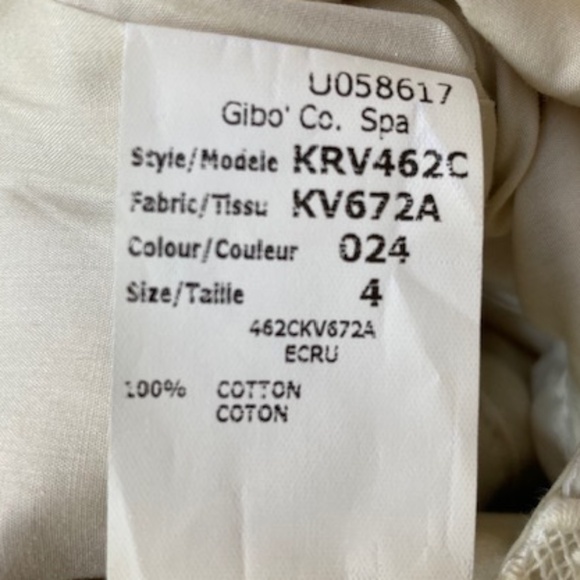 U058617
Gibo' Co. Spa
Style/Modele KRV462C
Fabric/Tissu KV672A
Colour/Couleur 024
Size/Taille 4
462CKV672A
ECRU
100% COTTON
COTON